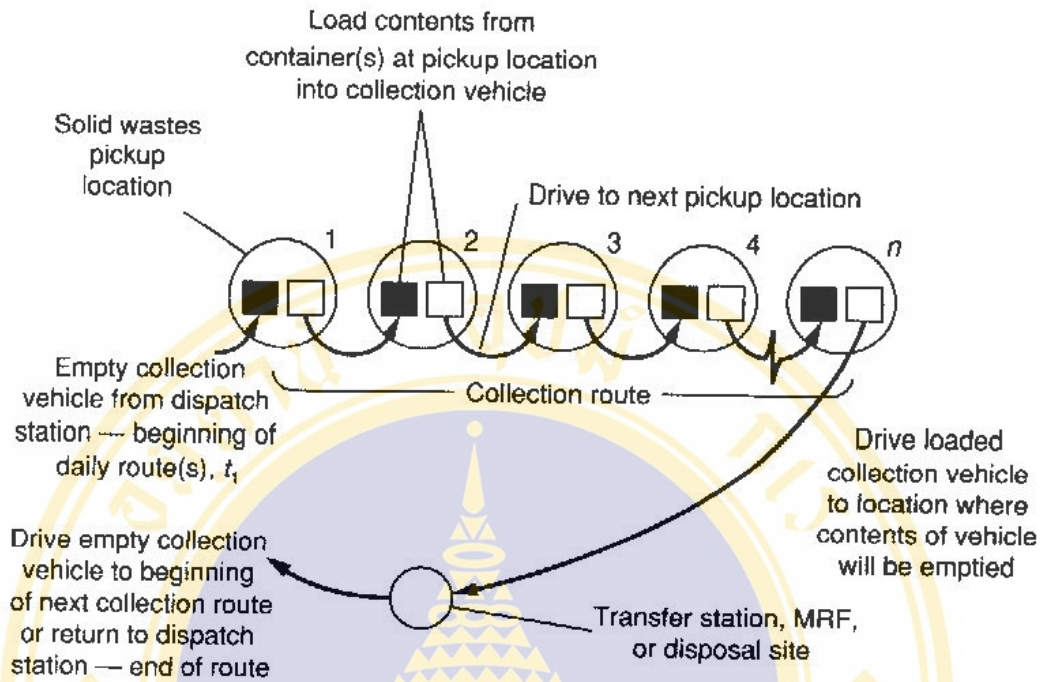 Load contents from
container(s) at pickup location
into collection vehicle
Solid wastes
pickup
location
Drive to next pickup location
1
2
3
4
n
Empty collection
vehicle from dispatch
station — beginning of
daily route(s), t₁
Collection route
Drive loaded
collection vehicle
to location where
contents of vehicle
will be emptied
Drive empty collection
vehicle to beginning
of next collection route
or return to dispatch
station — end of route
Transfer station, MRF,
or disposal site